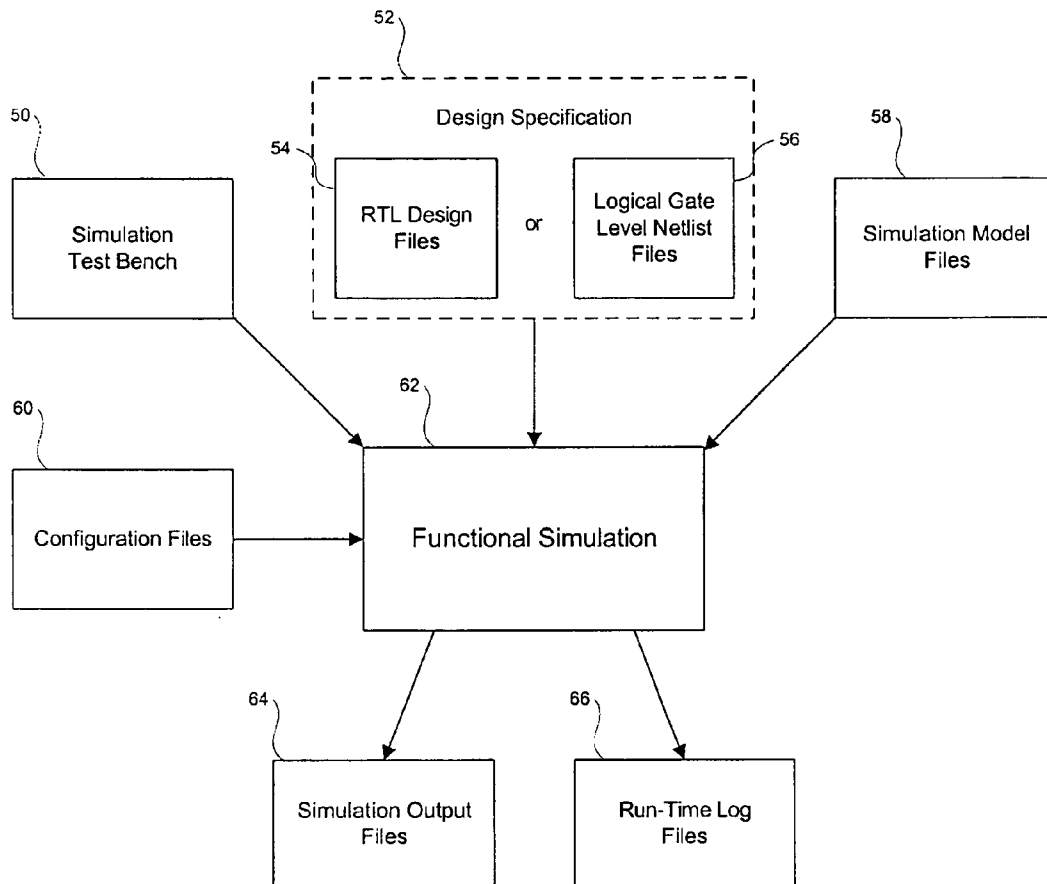 52
50
Design Specification
58
54
56
Simulation
Test Bench
RTL Design
Files
or
Logical Gate
Level Netlist
Files
Simulation Model
Files
60
62
Configuration Files
Functional Simulation
64
66
Simulation Output
Files
Run-Time Log
Files